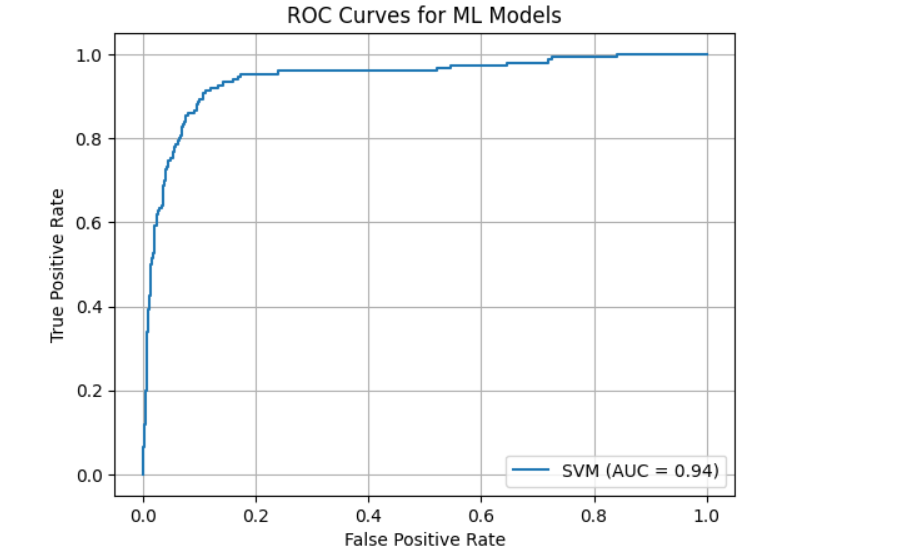 ROC Curves for ML Models
1.0
0.8
0.6
0.4
0.2
0.0
True Positive Rate
SVM (AUC = 0.94)
0.0 0.2 0.4 0.6 0.8 1.0
False Positive Rate